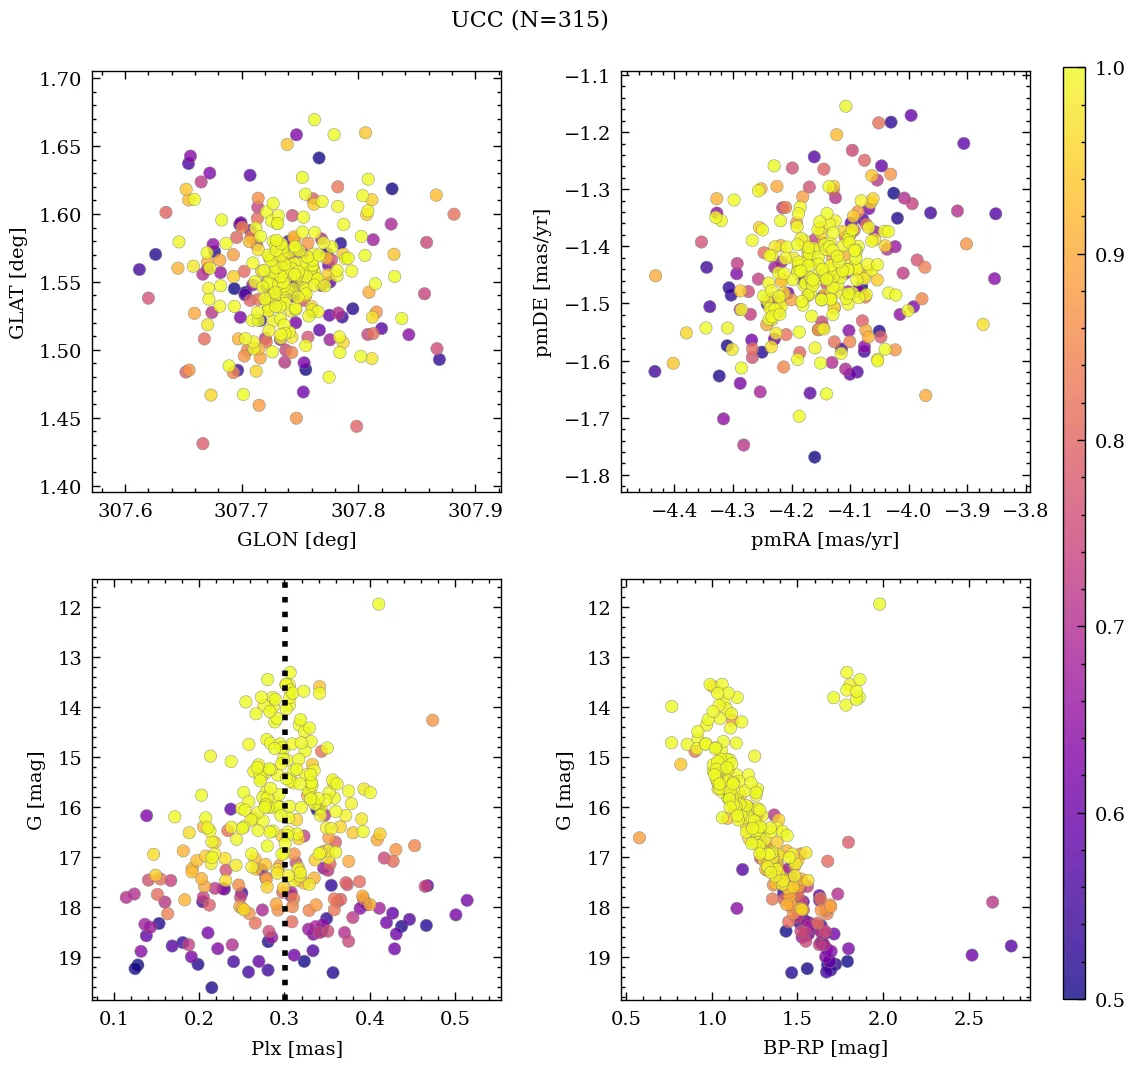 UCC (N=315)
1.70
1.65
1.60
1.55
1.50
1.45
1.40
GLAT [deg]
307.6 307.7 307.8 307.9
GLON [deg]
−1.1
−1.2
−1.3
−1.4
−1.5
−1.6
−1.7
−1.8
pmDE [mas/yr]
−4.4 −4.3 −4.2 −4.1 −4.0 −3.9 −3.8
pmRA [mas/yr]
12
13
14
15
16
17
18
19
G [mag]
0.1 0.2 0.3 0.4 0.5
Plx [mas]
12
13
14
15
16
17
18
19
G [mag]
0.5 1.0 1.5 2.0 2.5
BP-RP [mag]
1.0
0.9
0.8
0.7
0.6
0.5